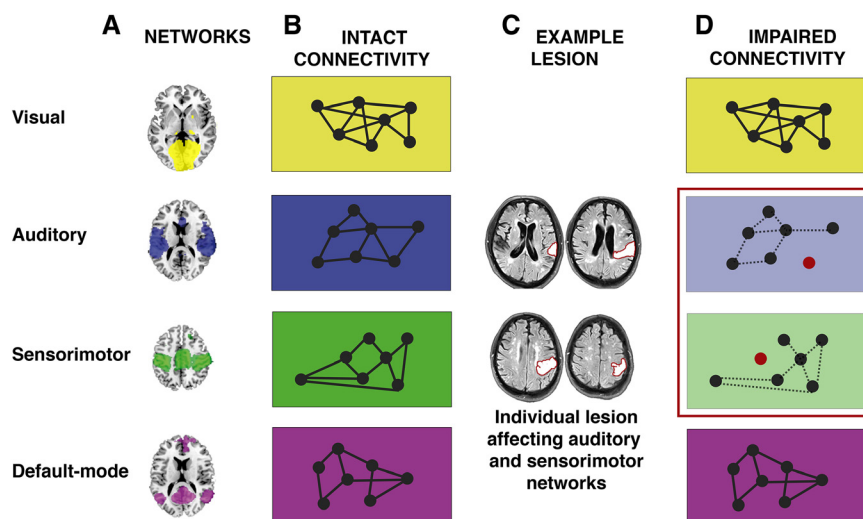 A NETWORKS
B INTACT
CONNECTIVITY
C EXAMPLE
LESION
D IMPAIRED
CONNECTIVITY
Visual
Auditory
Sensorimotor
Default-mode
Individual lesion
affecting auditory
and sensorimotor
networks